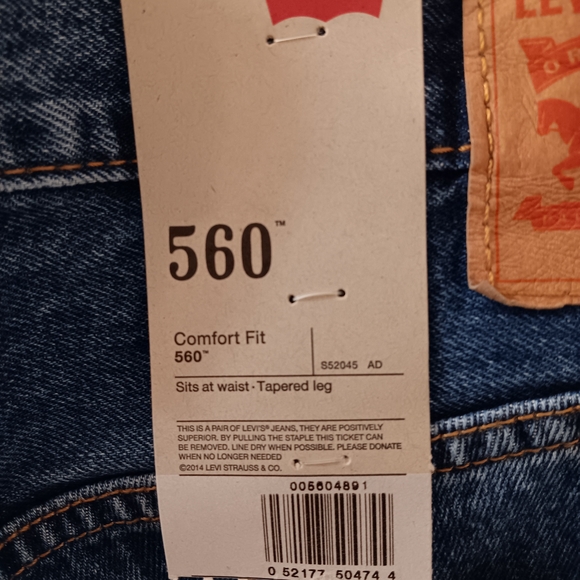 LEVI
560™
Comfort Fit
560™
S52045 AD
Sits at waist · Tapered leg
THIS IS A PAIR OF LEVI'S® JEANS, THEY ARE POSITIVELY
SUPERIOR. BY PULLING THE STAPLE THIS TICKET CAN
BE REMOVED. LINE DRY WHEN POSSIBLE. PLEASE DONATE
WHEN NO LONGER NEEDED
©2014 LEVI STRAUSS & CO.
005604891
0 52177 50474 4